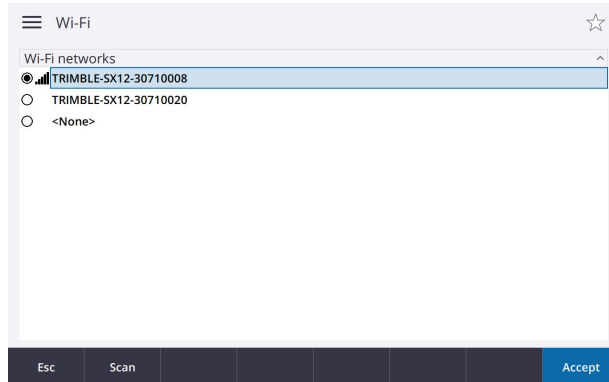 Wi-Fi
Wi-Fi networks
TRIMBLE-SX12-30710008
TRIMBLE-SX12-30710020
<None>
Esc Scan Accept